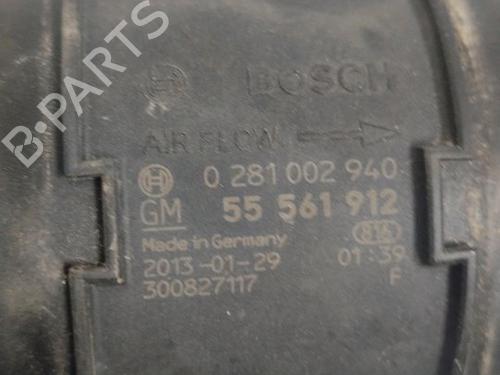 BOSCH
AIR FLOW
0 281 002 940
GM 55 561 912
Made in Germany 816
2013-01-29 01:39
300827117 F
B-PARTS